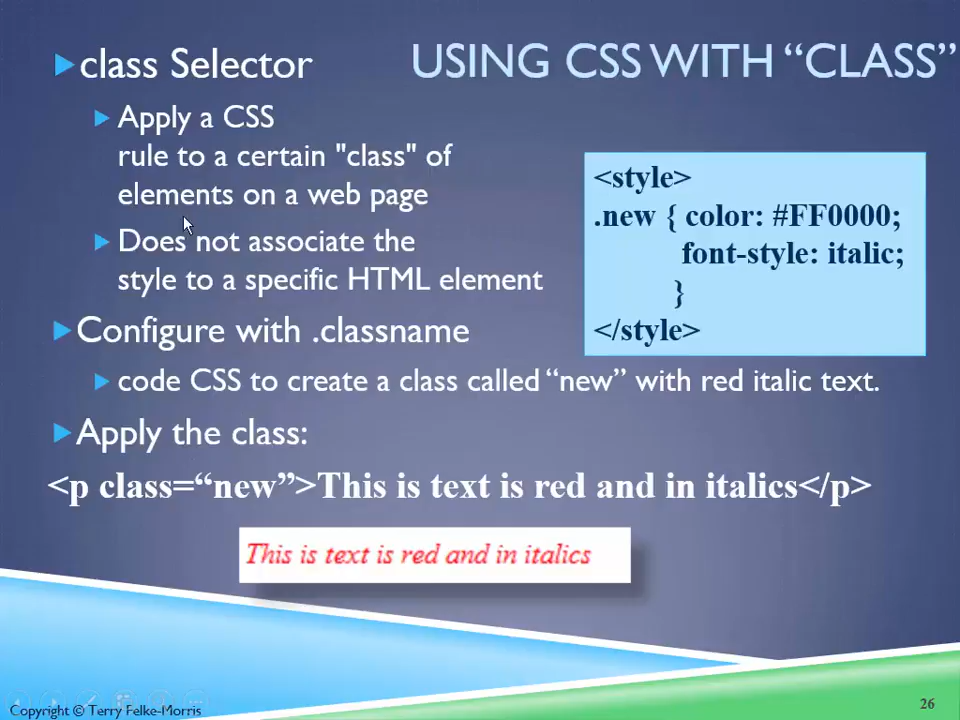 class Selector
USING CSS WITH “CLASS”
Apply a CSS
rule to a certain "class" of
elements on a web page
Does not associate the
style to a specific HTML element
<style>
.new { color: #FF0000;
font-style: italic;
}
</style>
Configure with .classname
code CSS to create a class called “new” with red italic text.
Apply the class:
<p class=“new”>This is text is red and in italics</p>
This is text is red and in italics
Copyright © Terry Felke-Morris
26